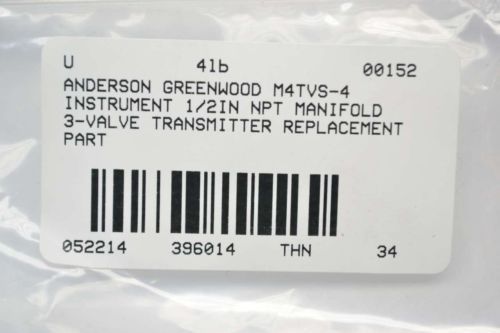 U 41b 00152
ANDERSON GREENWOOD M4TVS-4
INSTRUMENT 1/2IN NPT MANIFOLD
3-VALVE TRANSMITTER REPLACEMENT
PART
052214 396014 THN 34